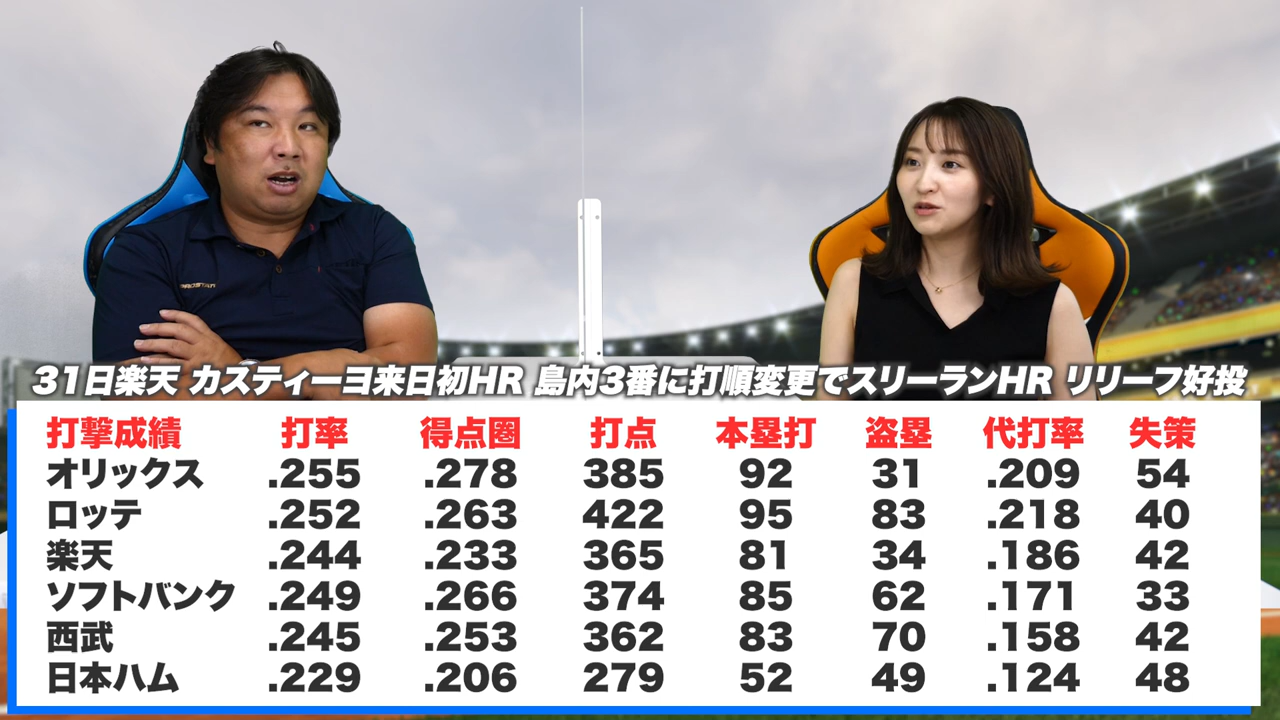 31日楽天 カスティーヨ来日初HR 島内3番に打順変更でスリーランHR リリーフ好投
打撃成績 打率 得点圏 打点 本塁打 盗塁 代打率 失策
オリックス .255 .278 385 92 31 .209 54
ロッテ .252 .263 422 95 83 .218 40
楽天 .244 .233 365 81 34 .186 42
ソフトバンク .249 .266 374 85 62 .171 33
西武 .245 .253 362 83 70 .158 42
日本ハム .229 .206 279 52 49 .124 48